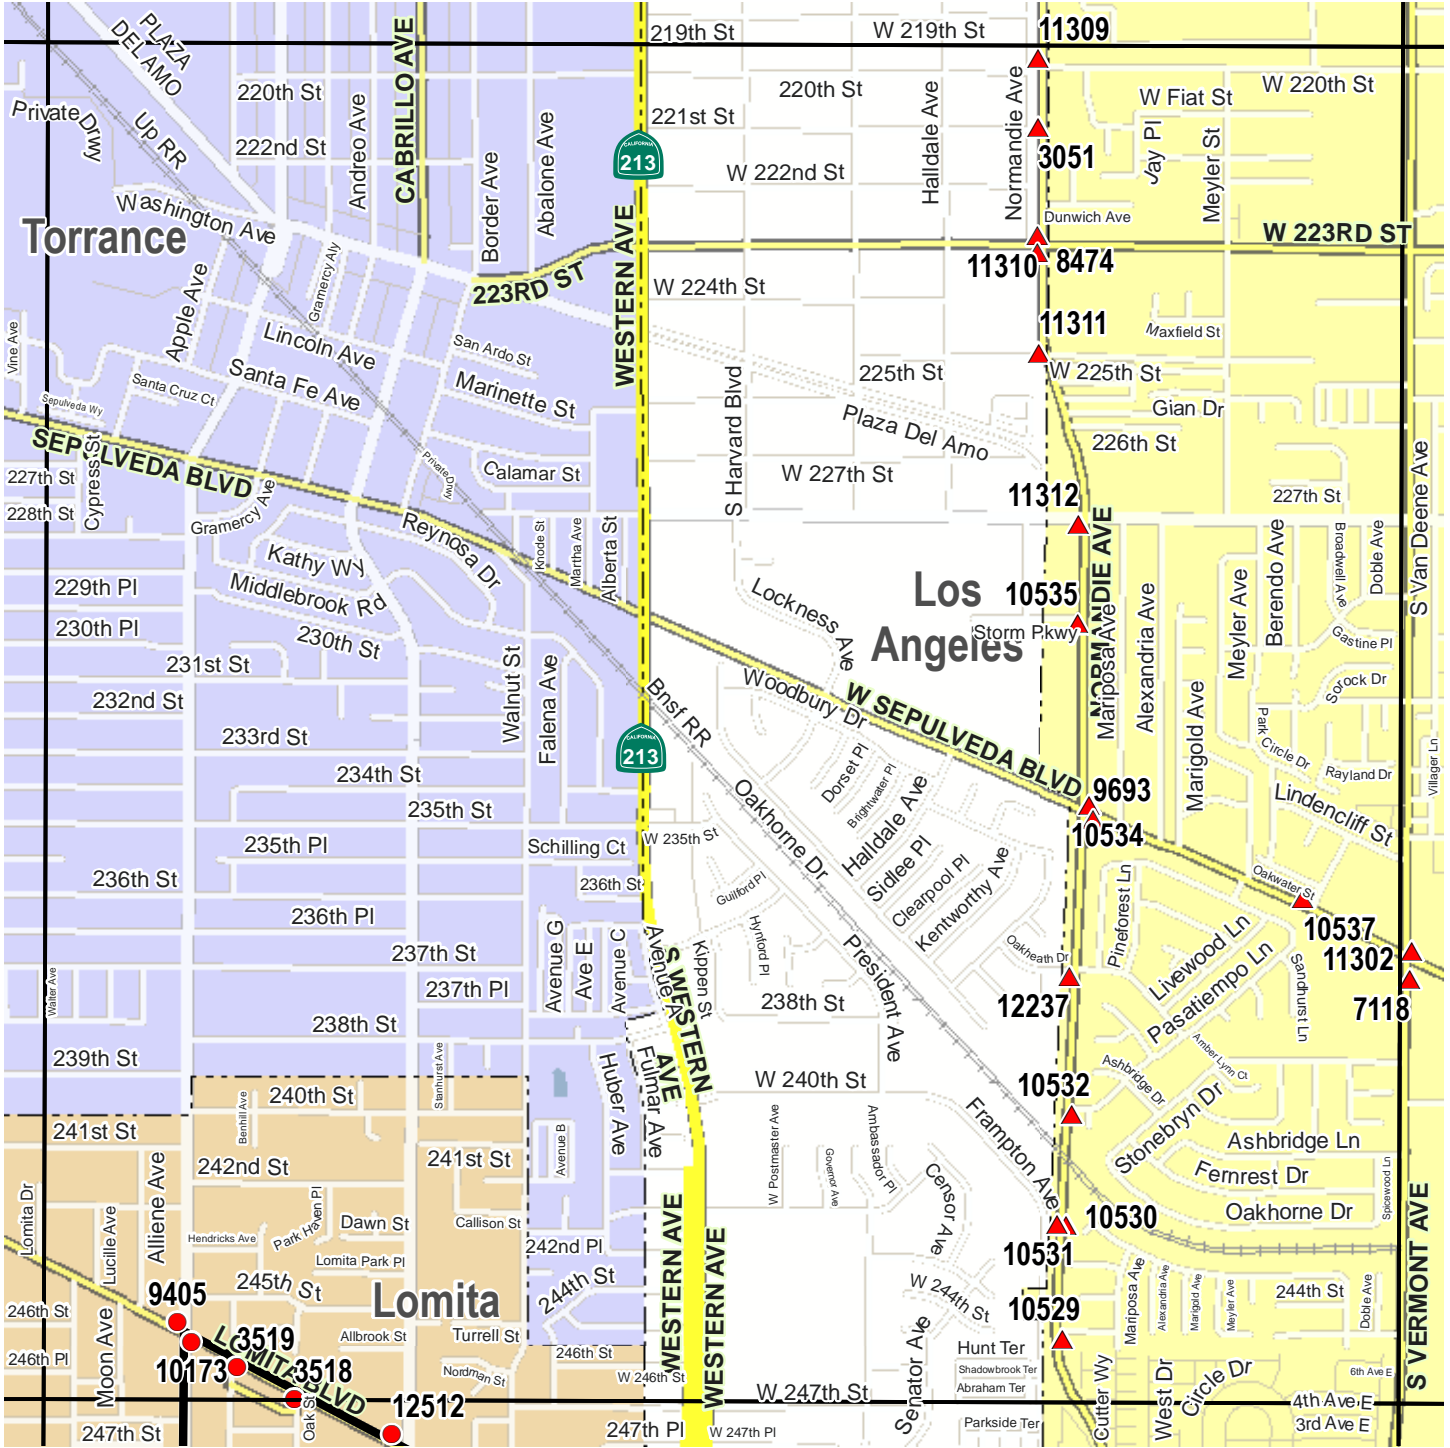 219th St
W 219th St
11309
PLAZA
DEL AMO
CABRILLO AVE
220th St
220th St
W Fiat St
W 220th St
Private Drwy
Up RR
Andreo Ave
221st St
Halldale Ave
Normandie Ave
3051
Jay Pl
Meyler St
222nd St
Border Ave
Abalone Ave
CALIFORNIA
213
W 222nd St
Washington Ave
Torrance
Gramercy Aly
WESTERN AVE
Dunwich Ave
W 223RD ST
11310
8474
223RD ST
W 224th St
Apple Ave
Vine Ave
Lincoln Ave
San Ardo St
11311
Maxfield St
Santa Fe Ave
Marinette St
225th St
W 225th St
Santa Cruz Ct
Sepulveda Wy
S Harvard Blvd
Plaza Del Amo
Gian Dr
226th St
SEPULVEDA BLVD
Cypress St
227th St
Private Drwy
Calamar St
W 227th St
11312
227th St
S Van Deene Ave
228th St
Gramercy Ave
Reynosa Dr
Knode St
Martha Ave
Alberta St
NORMANDIE AVE
Berendo Ave
Broadwell Ave
Doble Ave
Kathy Wy
229th Pl
Middlebrook Rd
Lockness Ave
Los
Angeles
10535
Storm Pkwy
Mariposa Ave
Alexandria Ave
Meyler Ave
230th Pl
230th St
Gastine Pl
231st St
Walnut St
Falena Ave
Bnsf RR
Woodbury Dr
W SEPULVEDA BLVD
Marigold Ave
Sorock Dr
232nd St
Park Circle Dr
233rd St
CALIFORNIA
213
Dorset Pl
Brightwater Pl
Rayland Dr
Villager Ln
234th St
Oakhorne Dr
9693
Lindencliff St
235th St
Halldale Ave
10534
235th Pl
Schilling Ct
W 235th St
Sidlee Pl
Clearpool Pl
Kentworthy Ave
236th St
236th St
Guilford Pl
Oakwater St
Pineforest Ln
236th Pl
Avenue G
Ave E
Avenue C
Avenue A
S WESTERN
AVE
Kippen St
Hynford Pl
President Ave
Oakheath Dr
Livewood Ln
10537
237th St
11302
Walter Ave
237th Pl
12237
Pasatiempo Ln
Sandhurst Ln
7118
238th St
238th St
239th St
Stanhurst Ave
Huber Ave
Fulmar Ave
W 240th St
10532
Ashbridge Dr
Amber Lynn Ct
240th St
Benhill Ave
Frampton Ave
Stonebryn Dr
241st St
Avenue B
W Postmaster Ave
Ambassador Pl
Governor Ave
Ashbridge Ln
242nd St
241st St
Censor Ave
Fernrest Dr
Spicewood Ln
Lomita Dr
Alliene Ave
Lucille Ave
Park Haven Pl
Dawn St
Callison St
Oakhorne Dr
10530
Hendricks Ave
Lomita Park Pl
242nd Pl
10531
S VERMONT AVE
245th St
244th St
WESTERN AVE
WESTERN AVE
W 244th St
Mariposa Ave
Alexandria Ave
Marigold Ave
Meyler Ave
244th St
Doble Ave
Lomita
9405
246th St
10529
Moon Ave
LOMITA BLVD
3519
Allbrook St
Turrell St
Senator Ave
Hunt Ter
246th Pl
10173
3518
Nordman St
246th St
W 246th St
Shadowbrook Ter
Cutter Wy
West Dr
Circle Dr
6th Ave E
Abraham Ter
W 247th St
4th Ave E
Oak St
12512
247th St
247th Pl
W 247th Pl
Parkside Ter
3rd Ave E